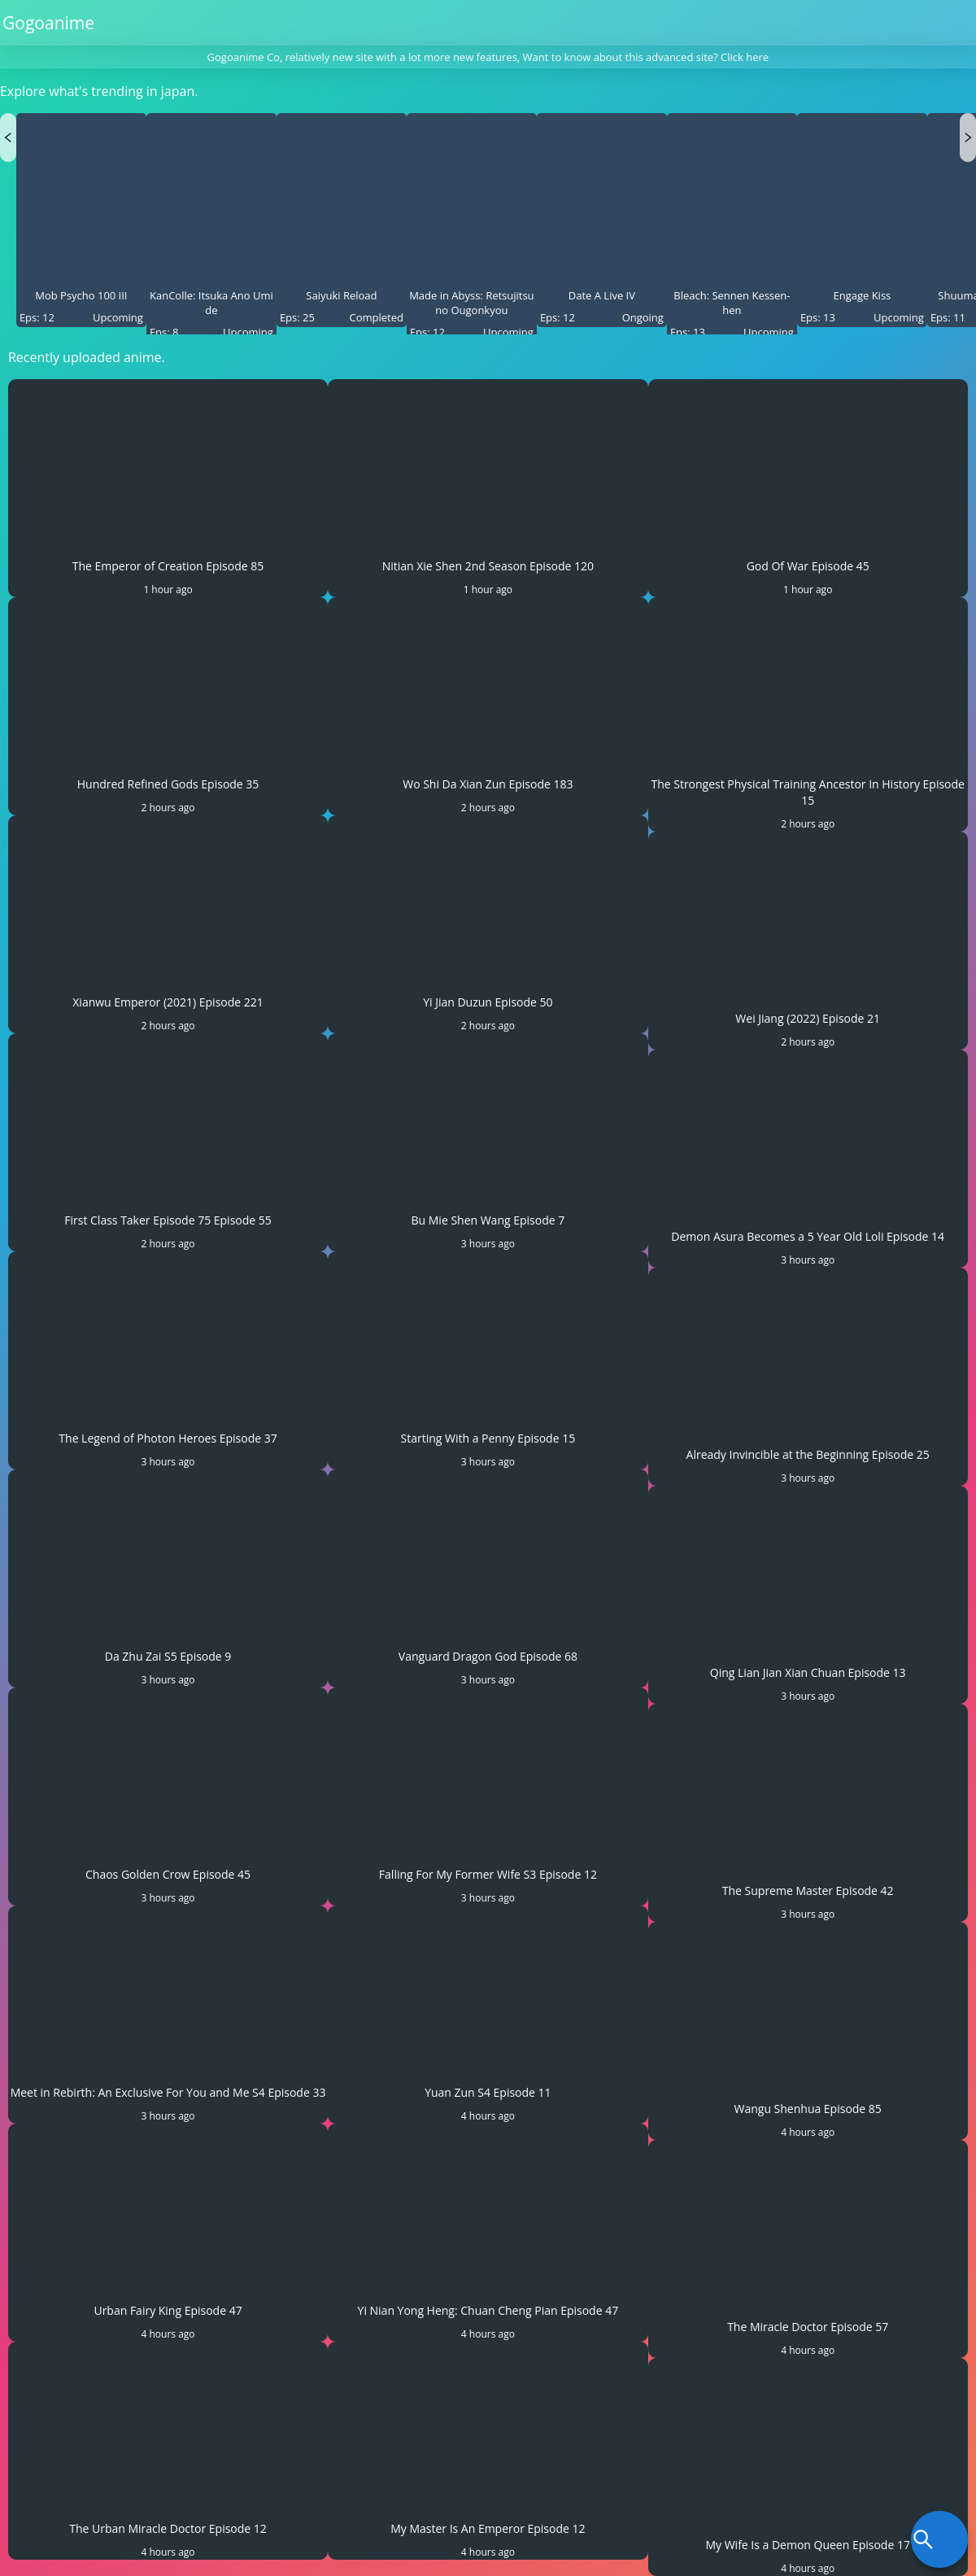 Gogoanime
Gogoanime Co, relatively new site with a lot more new features, Want to know about this advanced site? Click here
Explore what's trending in japan.
Mob Psycho 100 III
Eps: 12 Upcoming
KanColle: Itsuka Ano Umi
de
Eps: 8 Upcoming
Saiyuki Reload
Eps: 25 Completed
Made in Abyss: Retsujitsu
no Ougonkyou
Eps: 12 Upcoming
Date A Live IV
Eps: 12 Ongoing
Bleach: Sennen Kessen-
hen
Eps: 13 Upcoming
Engage Kiss
Eps: 13 Upcoming
Shuuma
Eps: 11
Recently uploaded anime.
The Emperor of Creation Episode 85
1 hour ago
Nitian Xie Shen 2nd Season Episode 120
1 hour ago
God Of War Episode 45
1 hour ago
Hundred Refined Gods Episode 35
2 hours ago
Wo Shi Da Xian Zun Episode 183
2 hours ago
The Strongest Physical Training Ancestor In History Episode
15
2 hours ago
Xianwu Emperor (2021) Episode 221
2 hours ago
Yi Jian Duzun Episode 50
2 hours ago
Wei Jiang (2022) Episode 21
2 hours ago
First Class Taker Episode 75 Episode 55
2 hours ago
Bu Mie Shen Wang Episode 7
3 hours ago
Demon Asura Becomes a 5 Year Old Loli Episode 14
3 hours ago
The Legend of Photon Heroes Episode 37
3 hours ago
Starting With a Penny Episode 15
3 hours ago
Already Invincible at the Beginning Episode 25
3 hours ago
Da Zhu Zai S5 Episode 9
3 hours ago
Vanguard Dragon God Episode 68
3 hours ago
Qing Lian Jian Xian Chuan Episode 13
3 hours ago
Chaos Golden Crow Episode 45
3 hours ago
Falling For My Former Wife S3 Episode 12
3 hours ago
The Supreme Master Episode 42
3 hours ago
Meet in Rebirth: An Exclusive For You and Me S4 Episode 33
3 hours ago
Yuan Zun S4 Episode 11
4 hours ago
Wangu Shenhua Episode 85
4 hours ago
Urban Fairy King Episode 47
4 hours ago
Yi Nian Yong Heng: Chuan Cheng Pian Episode 47
4 hours ago
The Miracle Doctor Episode 57
4 hours ago
The Urban Miracle Doctor Episode 12
4 hours ago
My Master Is An Emperor Episode 12
4 hours ago
My Wife Is a Demon Queen Episode 17
4 hours ago